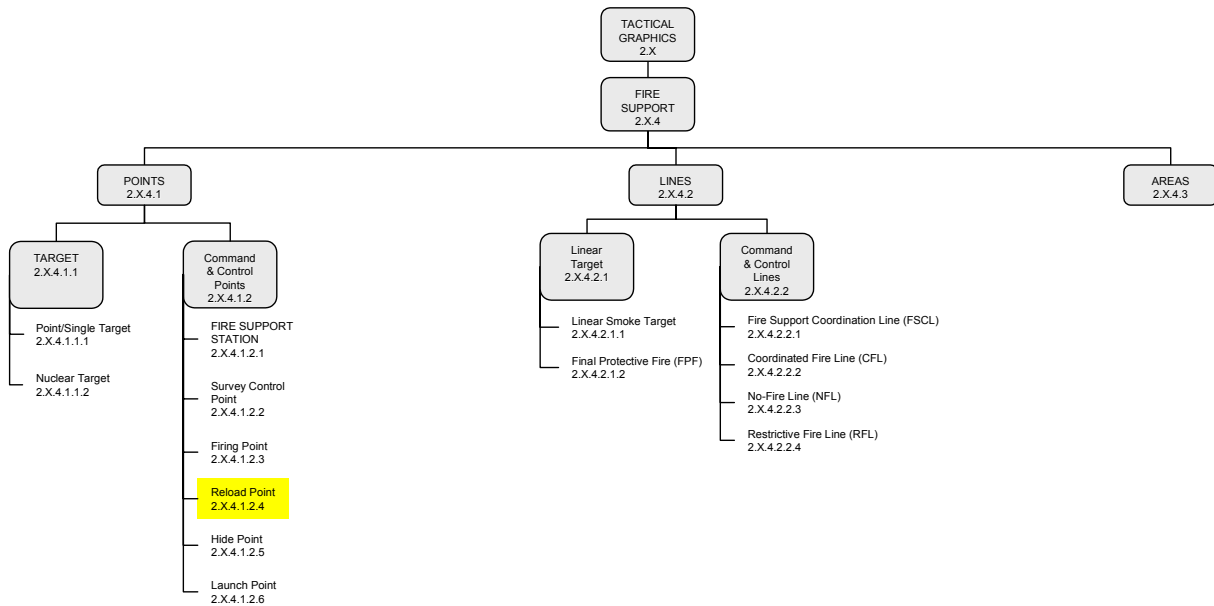 TACTICAL
GRAPHICS
2.X
FIRE
SUPPORT
2.X.4
POINTS
2.X.4.1
LINES
2.X.4.2
AREAS
2.X.4.3
TARGET
2.X.4.1.1
Command
& Control
Points
2.X.4.1.2
Linear
Target
2.X.4.2.1
Command
& Control
Lines
2.X.4.2.2
Point/Single Target
2.X.4.1.1.1
Nuclear Target
2.X.4.1.1.2
FIRE SUPPORT
STATION
2.X.4.1.2.1
Survey Control
Point
2.X.4.1.2.2
Firing Point
2.X.4.1.2.3
Reload Point
2.X.4.1.2.4
Hide Point
2.X.4.1.2.5
Launch Point
2.X.4.1.2.6
Linear Smoke Target
2.X.4.2.1.1
Final Protective Fire (FPF)
2.X.4.2.1.2
Fire Support Coordination Line (FSCL)
2.X.4.2.2.1
Coordinated Fire Line (CFL)
2.X.4.2.2.2
No-Fire Line (NFL)
2.X.4.2.2.3
Restrictive Fire Line (RFL)
2.X.4.2.2.4